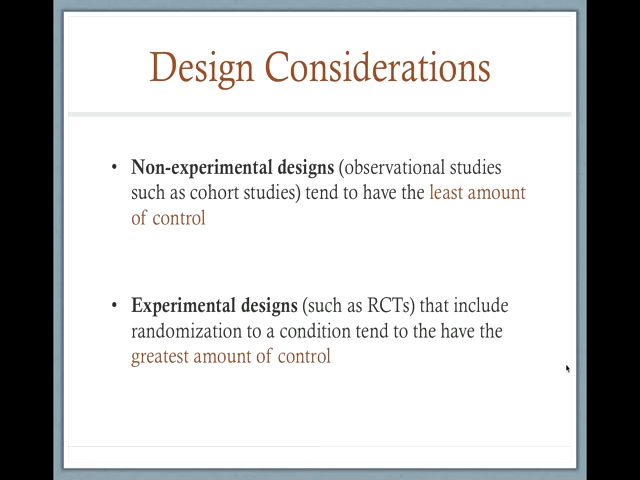 Design Considerations
• Non-experimental designs (observational studies
such as cohort studies) tend to have the least amount
of control
• Experimental designs (such as RCTs) that include
randomization to a condition tend to the have the
greatest amount of control